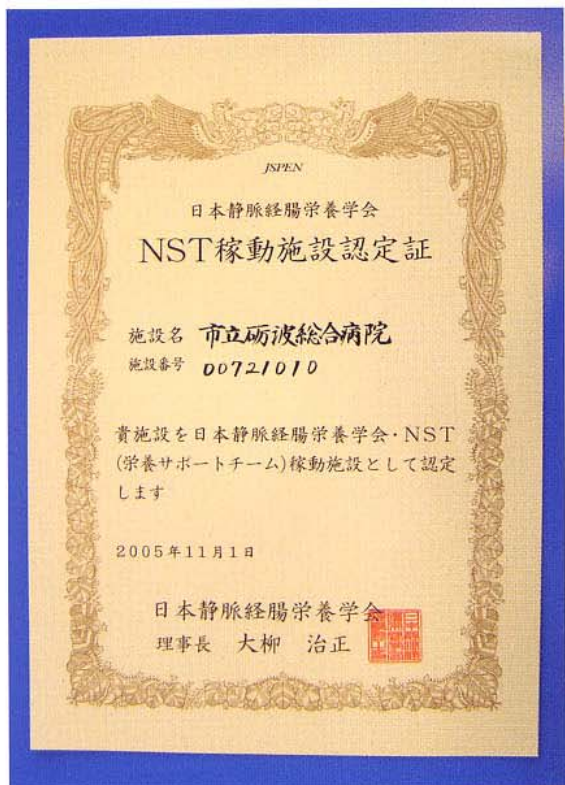 JSPEN
日本静脈経腸栄養学会
NST稼動施設認定証
施設名 市立砺波総合病院
施設番号 00721010
貴施設を日本静脈経腸栄養学会・NST
(栄養サポートチーム)稼動施設として認定
します
2005年11月1日
日本静脈経腸栄養学会
理事長 大柳 治正